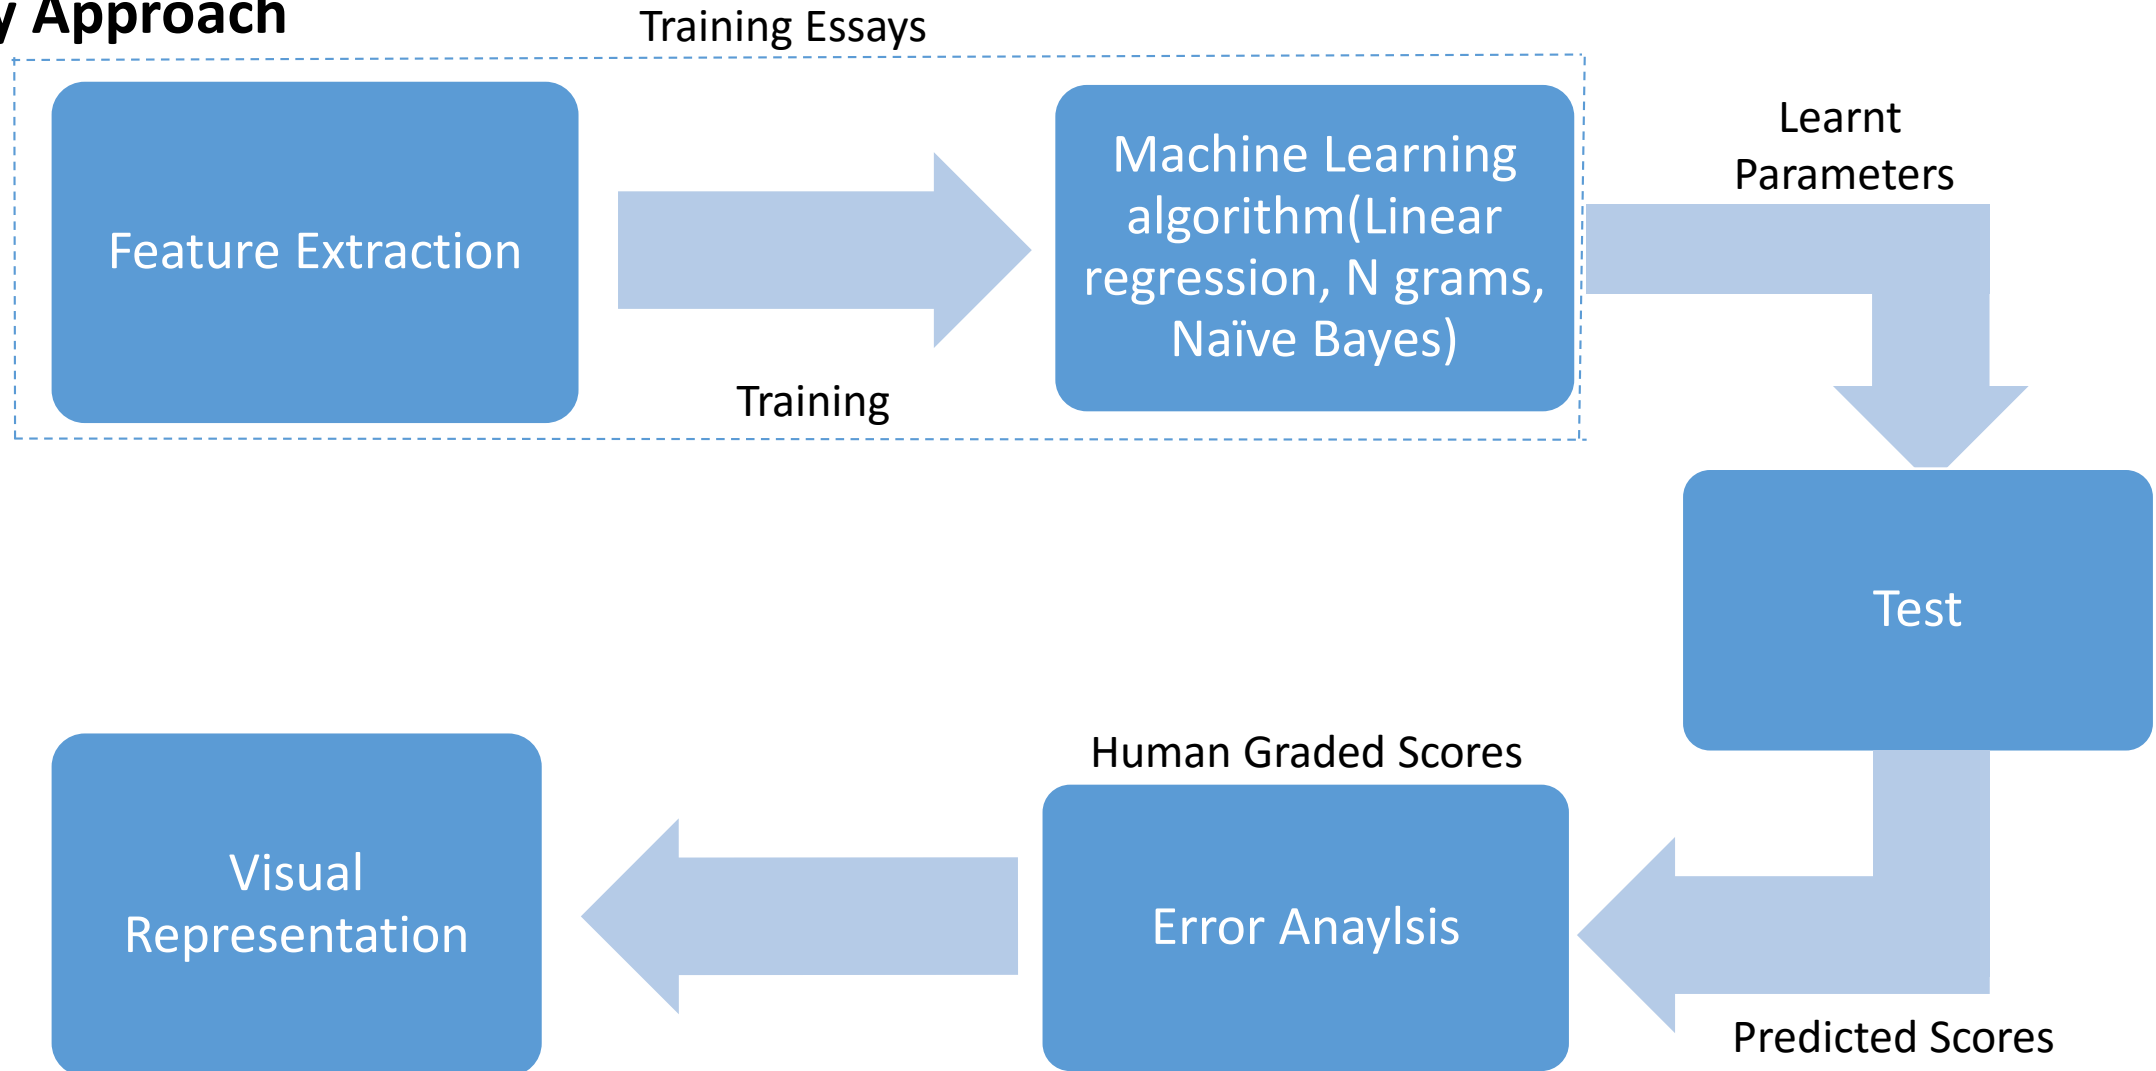 y Approach
Training Essays
Feature Extraction
Training
Machine Learning
algorithm(Linear
regression, N grams,
Naïve Bayes)
Learnt
Parameters
Test
Predicted Scores
Human Graded Scores
Error Anaylsis
Visual
Representation